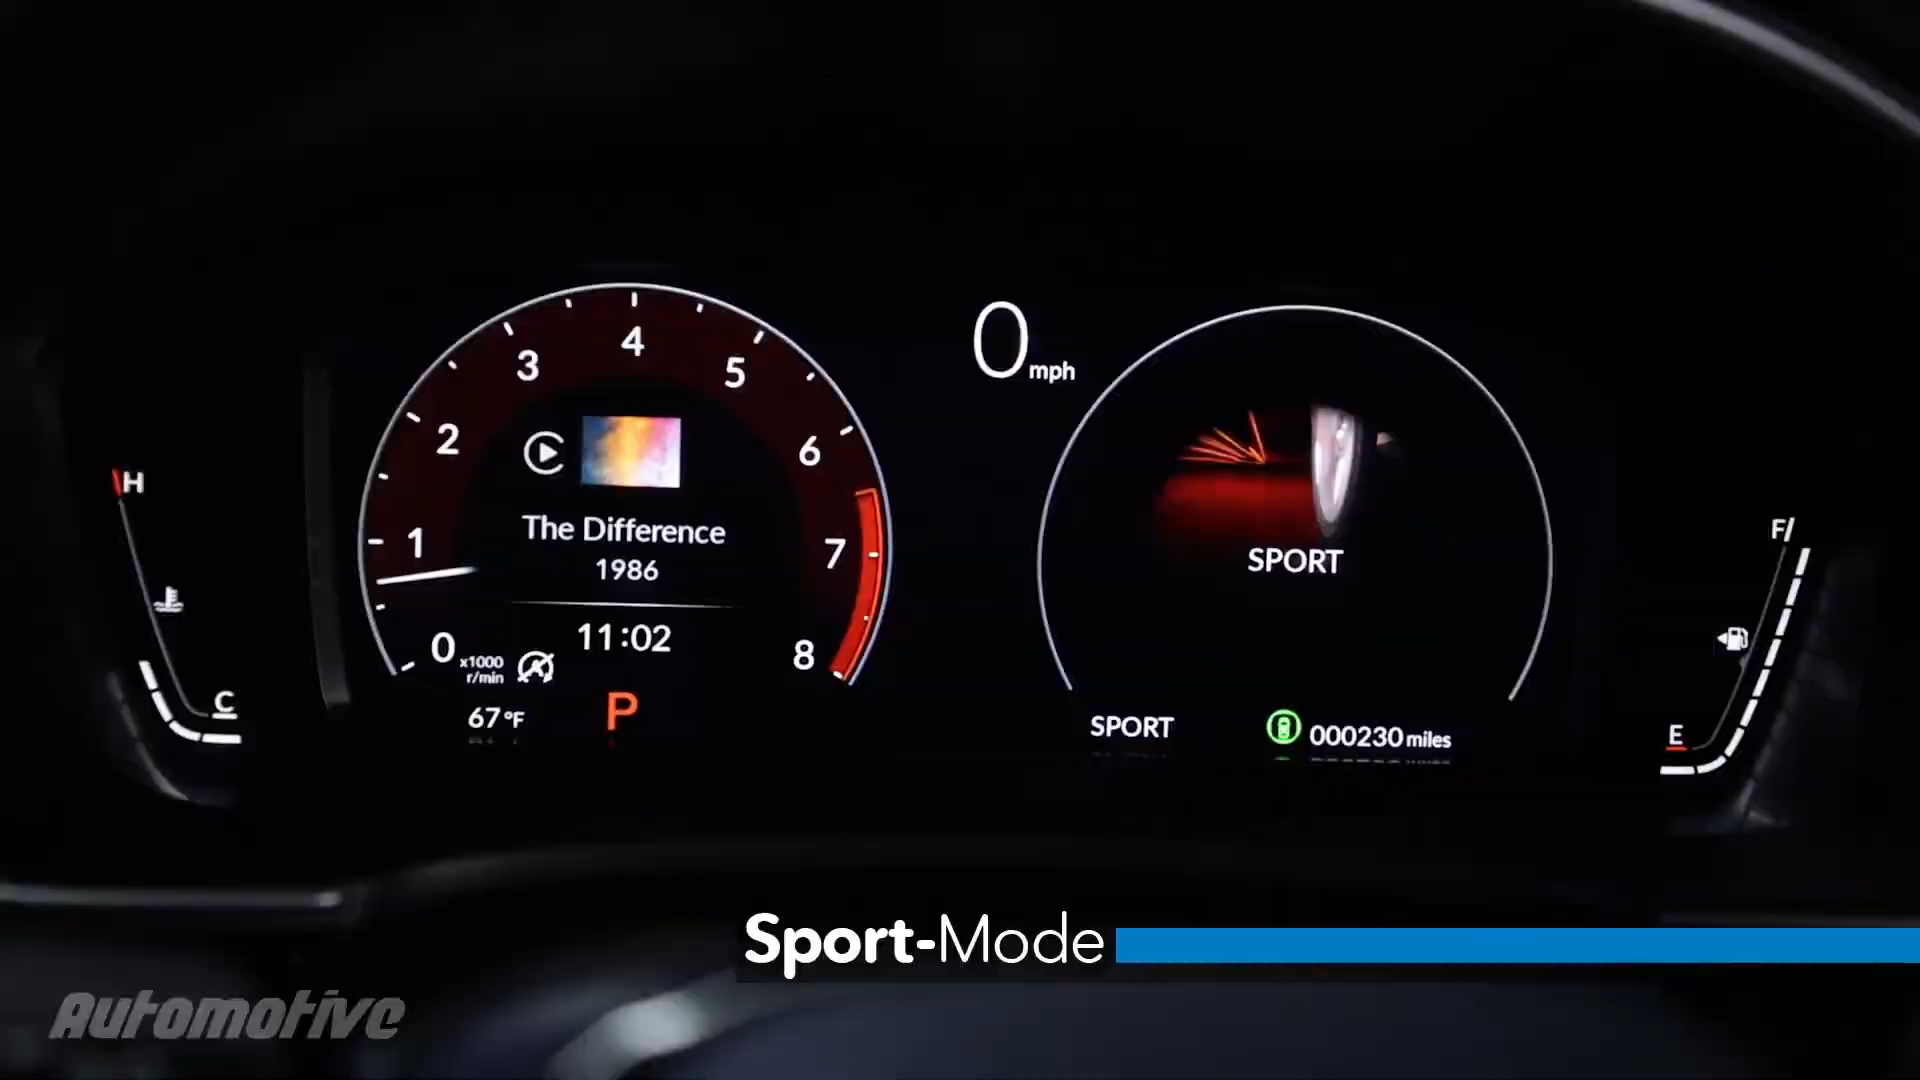 0 mph
4
3
5
2
6
The Difference
1986
1
7
11:02
0
x1000
r/min
8
67°F
P
H
C
SPORT
SPORT
000230 miles
F
E
Sport-Mode
Automotive